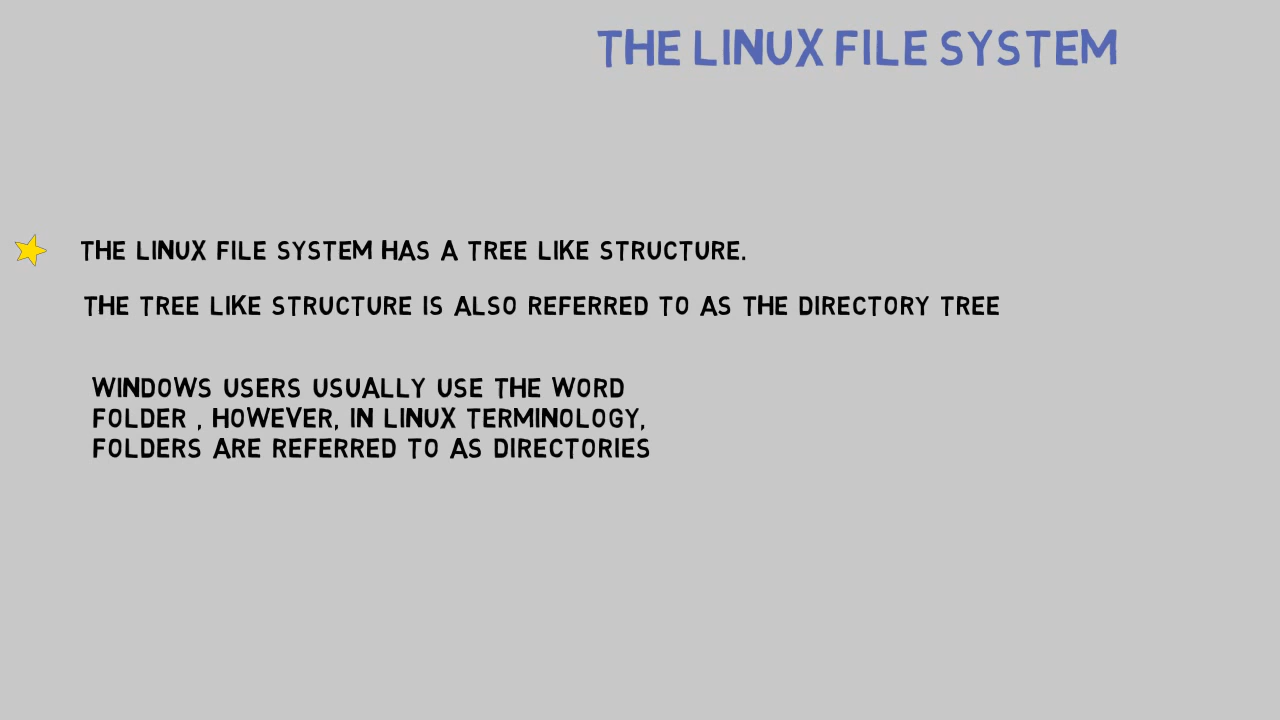 THE LINUX FILE SYSTEM
THE LINUX FILE SYSTEM HAS A TREE LIKE STRUCTURE.
THE TREE LIKE STRUCTURE IS ALSO REFERRED TO AS THE DIRECTORY TREE
WINDOWS USERS USUALLY USE THE WORD
FOLDER , HOWEVER, IN LINUX TERMINOLOGY,
FOLDERS ARE REFERRED TO AS DIRECTORIES